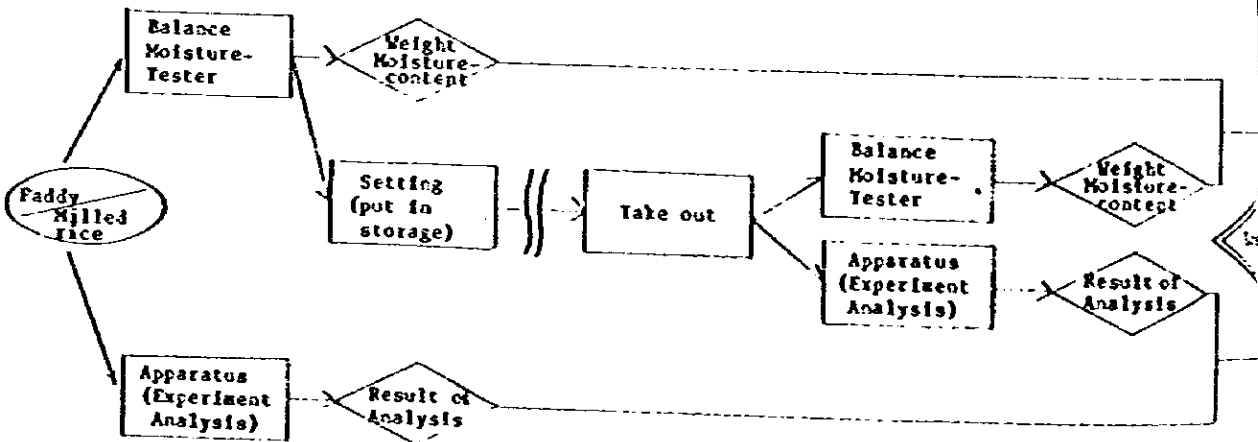 Balance
Moisture-
Tester
Weight
Moisture-
content
Paddy
Milled
rice
Setting
(put in
storage)
Take out
Balance
Moisture-
Tester
Weight
Moisture-
content
Apparatus
(Experiment
Analysis)
Result of
Analysis
Apparatus
(Experiment
Analysis)
Result of
Analysis